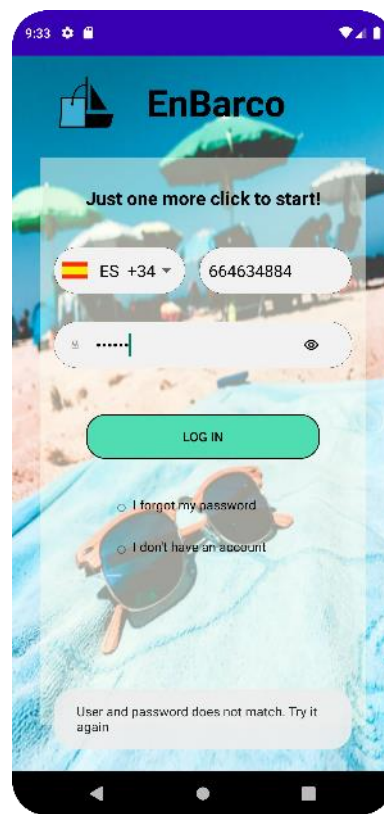 9:33
EnBarco
Just one more click to start!
ES +34 664634884
••••••
LOG IN
I forgot my password
I don't have an account
User and password does not match. Try it
again